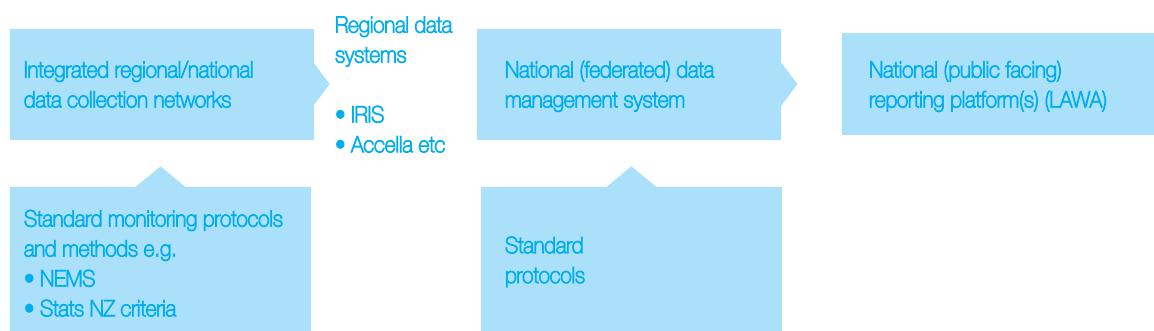 Integrated regional/national
data collection networks
Regional data
systems
• IRIS
• Accella etc
National (federated) data
management system
National (public facing)
reporting platform(s) (LAWA)
Standard monitoring protocols
and methods e.g.
• NEMS
• Stats NZ criteria
Standard
protocols